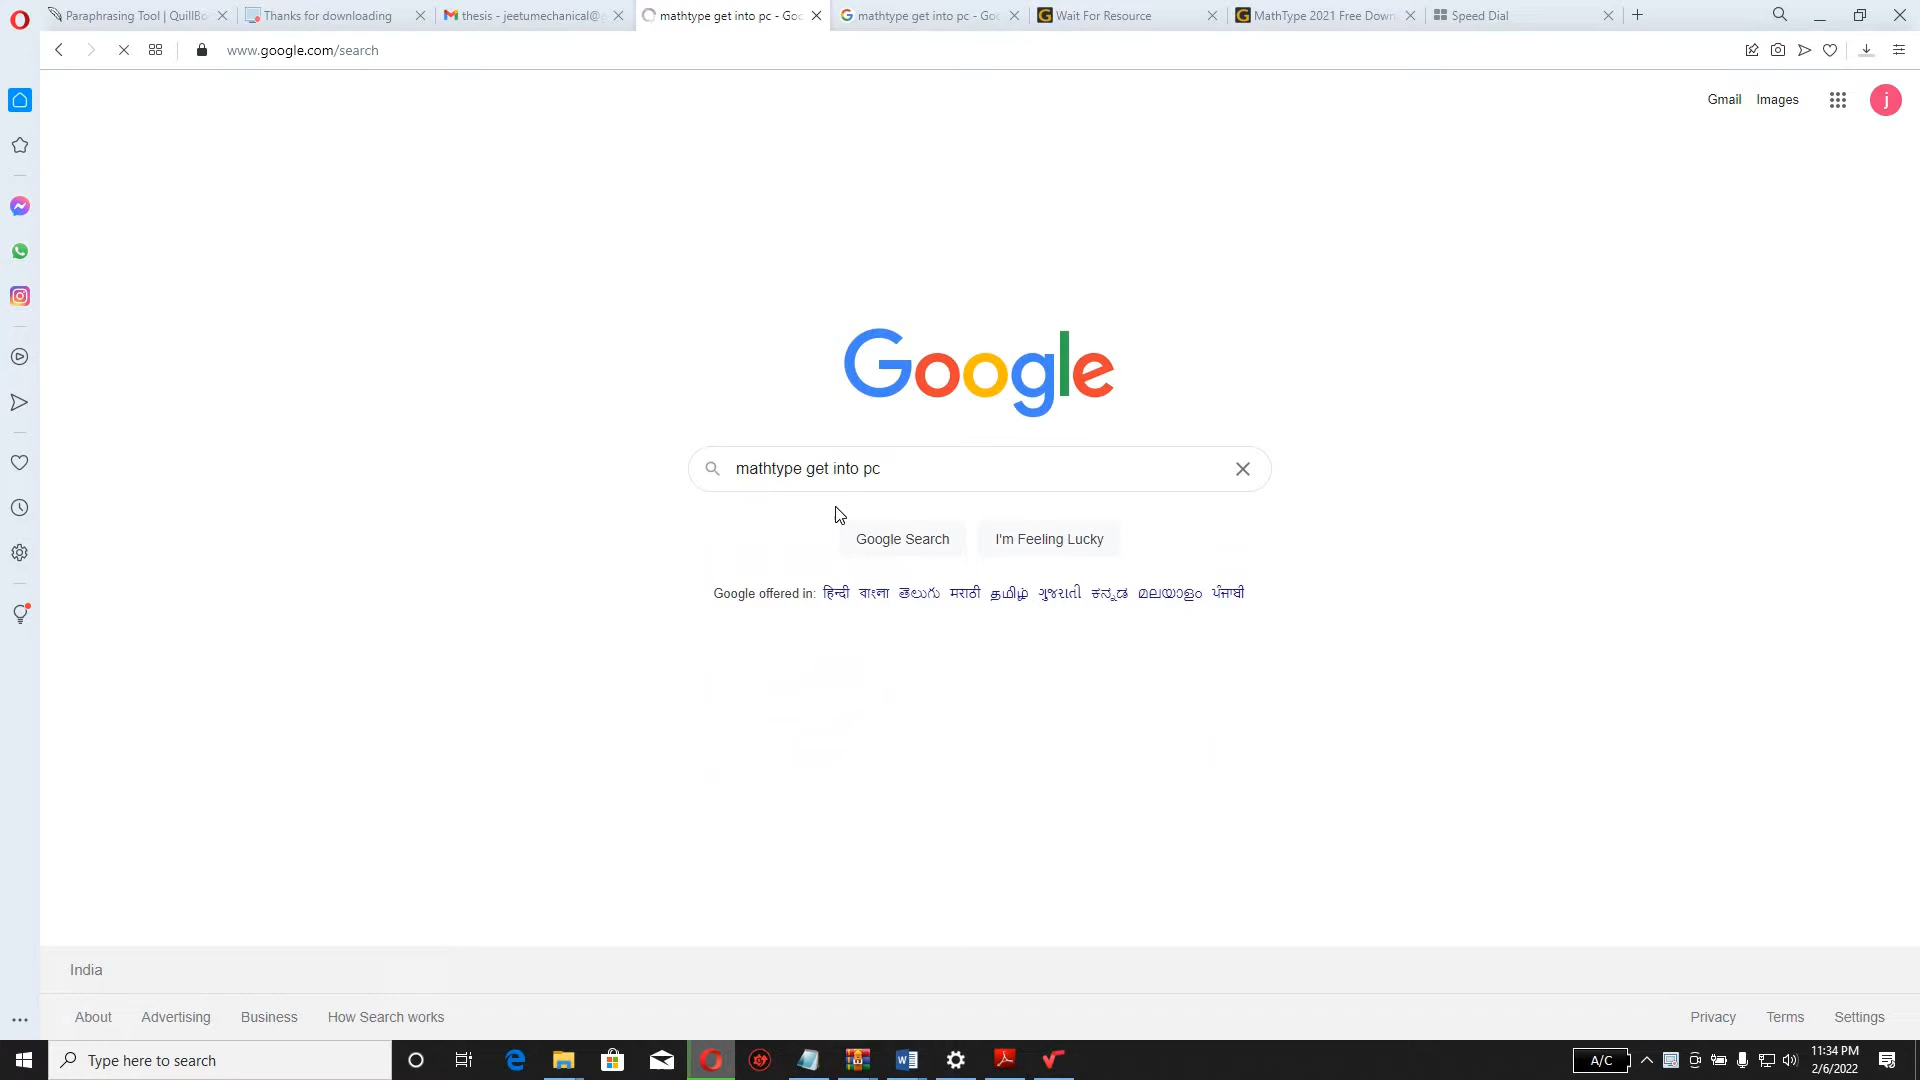 Paraphrasing Tool | QuillBo
Thanks for downloading
thesis - jeetumechanical@g
mathtype get into pc - Goo
mathtype get into pc - Goo
Wait For Resource
MathType 2021 Free Down
Speed Dial
www.google.com/search
Gmail Images
j
Google
mathtype get into pc
Google Search
I'm Feeling Lucky
Google offered in: हिन्दी বাংলা తెలుగు मराठी தமிழ் ગુજરાતી ಕನ್ನಡ മലയാളം ਪੰਜਾਬੀ
India
About Advertising Business How Search works
Privacy Terms Settings
Type here to search
A/C
11:34 PM
2/6/2022